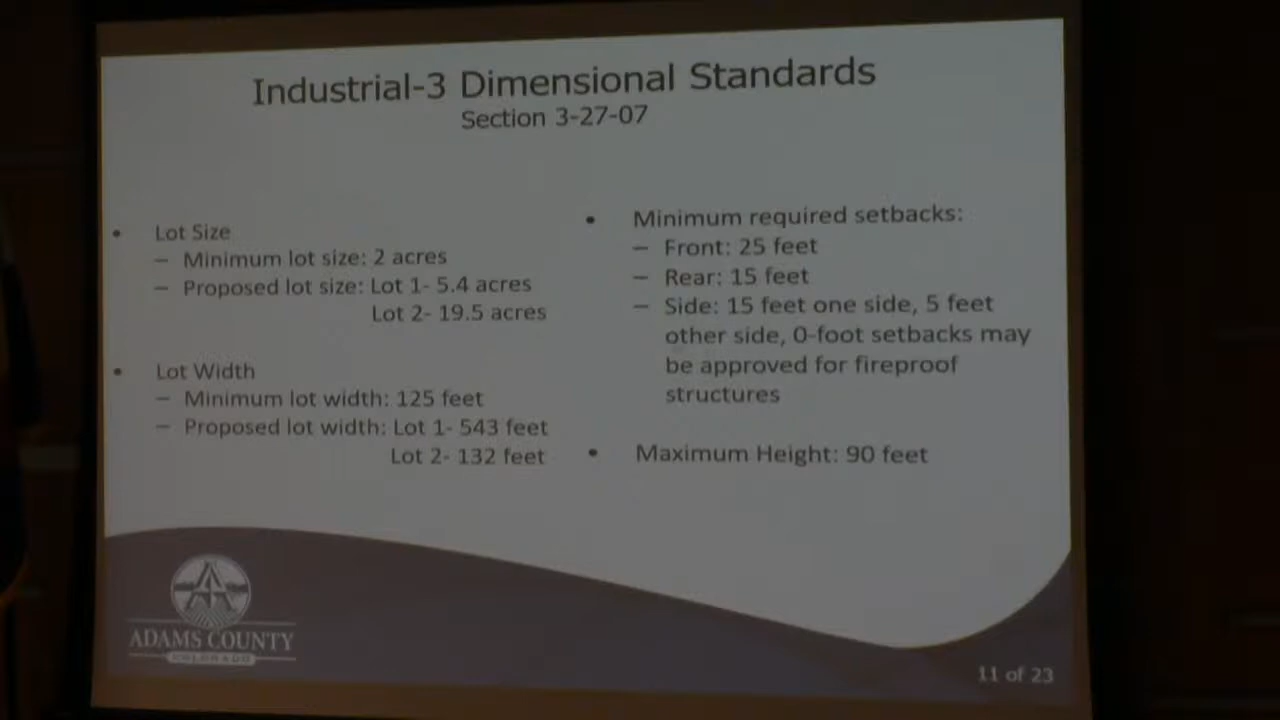 Industrial-3 Dimensional Standards
Section 3-27-07
• Lot Size
– Minimum lot size: 2 acres
– Proposed lot size: Lot 1- 5.4 acres
Lot 2- 19.5 acres
• Lot Width
– Minimum lot width: 125 feet
– Proposed lot width: Lot 1- 543 feet
Lot 2- 132 feet
• Minimum required setbacks:
– Front: 25 feet
– Rear: 15 feet
– Side: 15 feet one side, 5 feet
other side, 0-foot setbacks may
be approved for fireproof
structures
• Maximum Height: 90 feet
ADAMS COUNTY
COLORADO
11 of 23